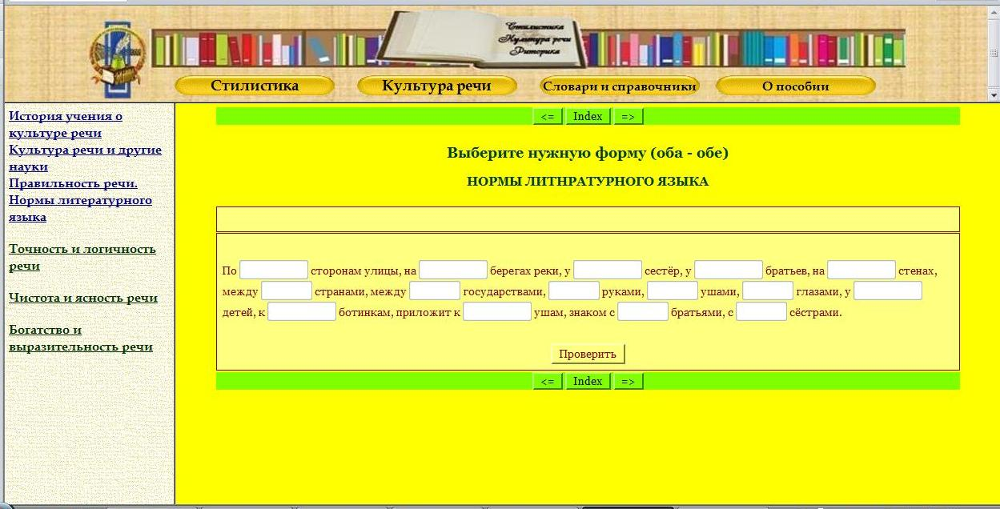 Стилистика
Культура речи
Риторика
Стилистика Культура речи Словари и справочники О пособии
История учения о
культуре речи
Культура речи и другие
науки
Правильность речи.
Нормы литературного
языка
Точность и логичность
речи
Чистота и ясность речи
Богатство и
выразительность речи
<= Index =>
Выберите нужную форму (оба - обе)
НОРМЫ ЛИТНРАТУРНОГО ЯЗЫКА
По сторонам улицы, на берегах реки, у сестёр, у братьев, на стенах,
между странами, между государствами, руками, ушами, глазами, у
детей, к ботинкам, приложит к ушам, знаком с братьями, с сёстрами.
Проверить
<= Index =>